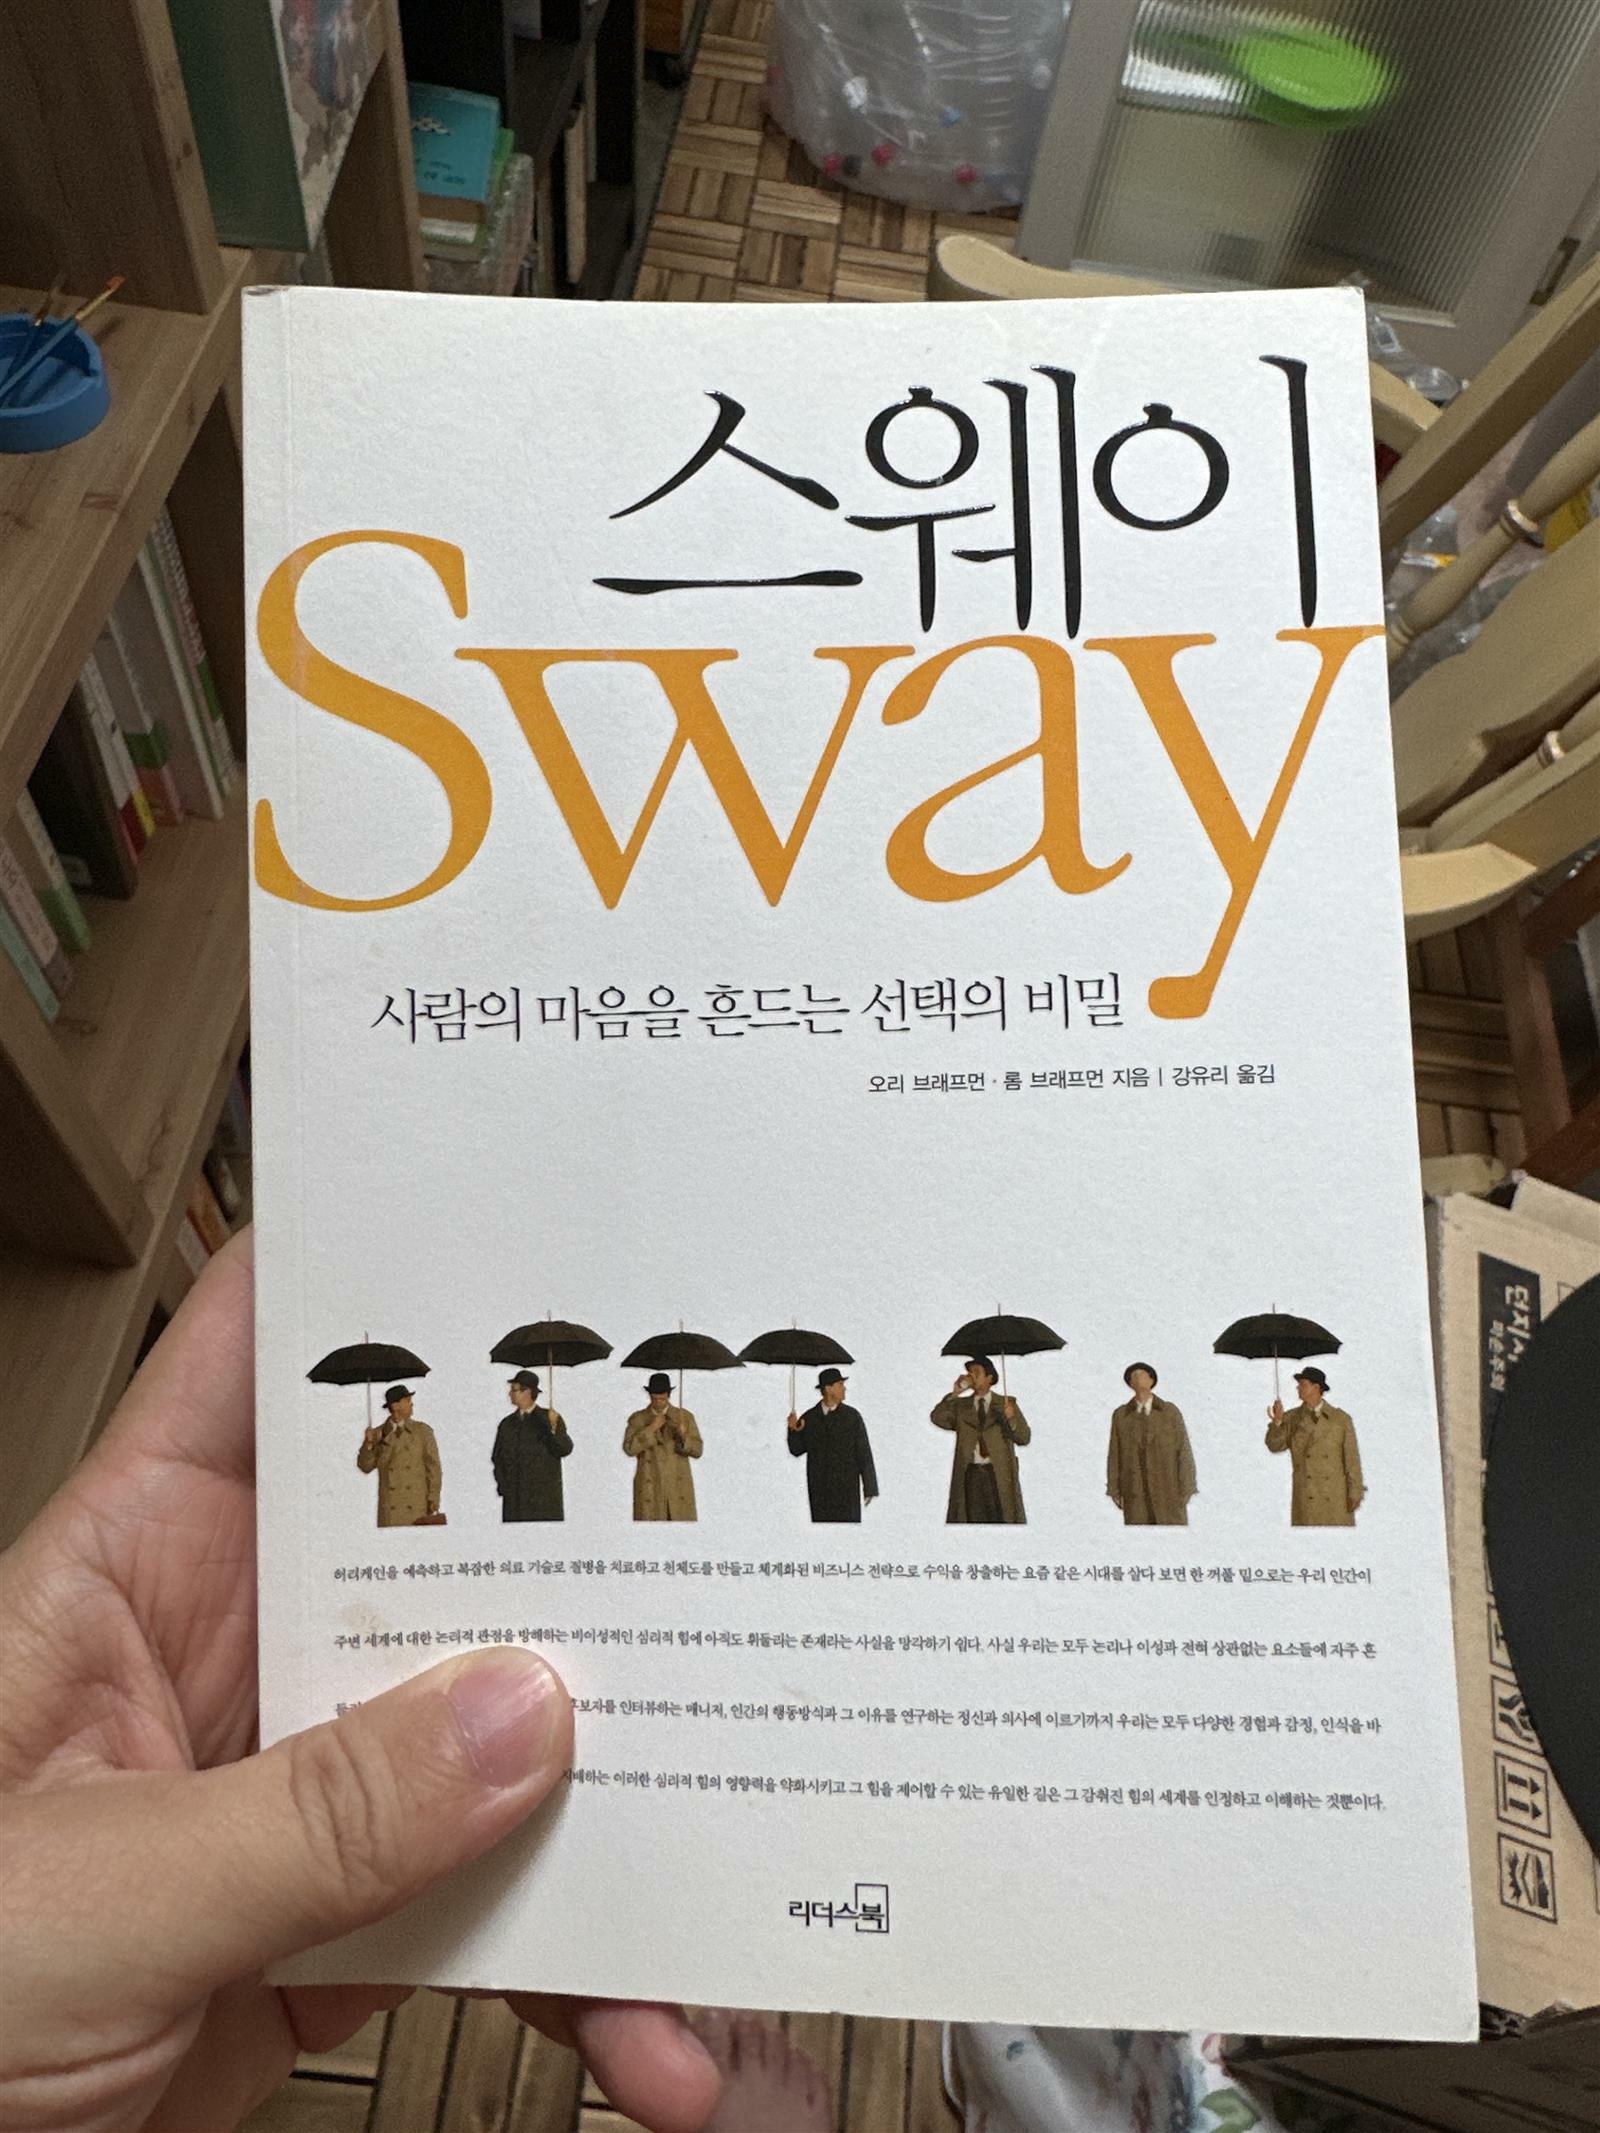 스웨이
Sway
사람의 마음을 흔드는 선택의 비밀
오리 브래프먼 · 롬 브래프먼 지음 | 강유리 옮김
허리케인을 예측하고 복잡한 의료 기술로 질병을 치료하고 천체도를 만들고 체계화된 비즈니스 전략으로 수익을 창출하는 요즘 같은 시대를 살다 보면 한 꺼풀 밑으로는 우리 인간이
주변 세계에 대한 논리적 관점을 방해하는 비이성적인 심리적 힘에 아직도 휘둘리는 존재라는 사실을 망각하기 쉽다. 사실 우리는 모두 논리나 이성과 전혀 상관없는 요소들에 자주 흔
후보자를 인터뷰하는 매니저, 인간의 행동방식과 그 이유를 연구하는 정신과 의사에 이르기까지 우리는 모두 다양한 경험과 감정, 인식을 바
지배하는 이러한 심리적 힘의 영향력을 약화시키고 그 힘을 제어할 수 있는 유일한 길은 그 감춰진 힘의 세계를 인정하고 이해하는 것뿐이다.
리더스북